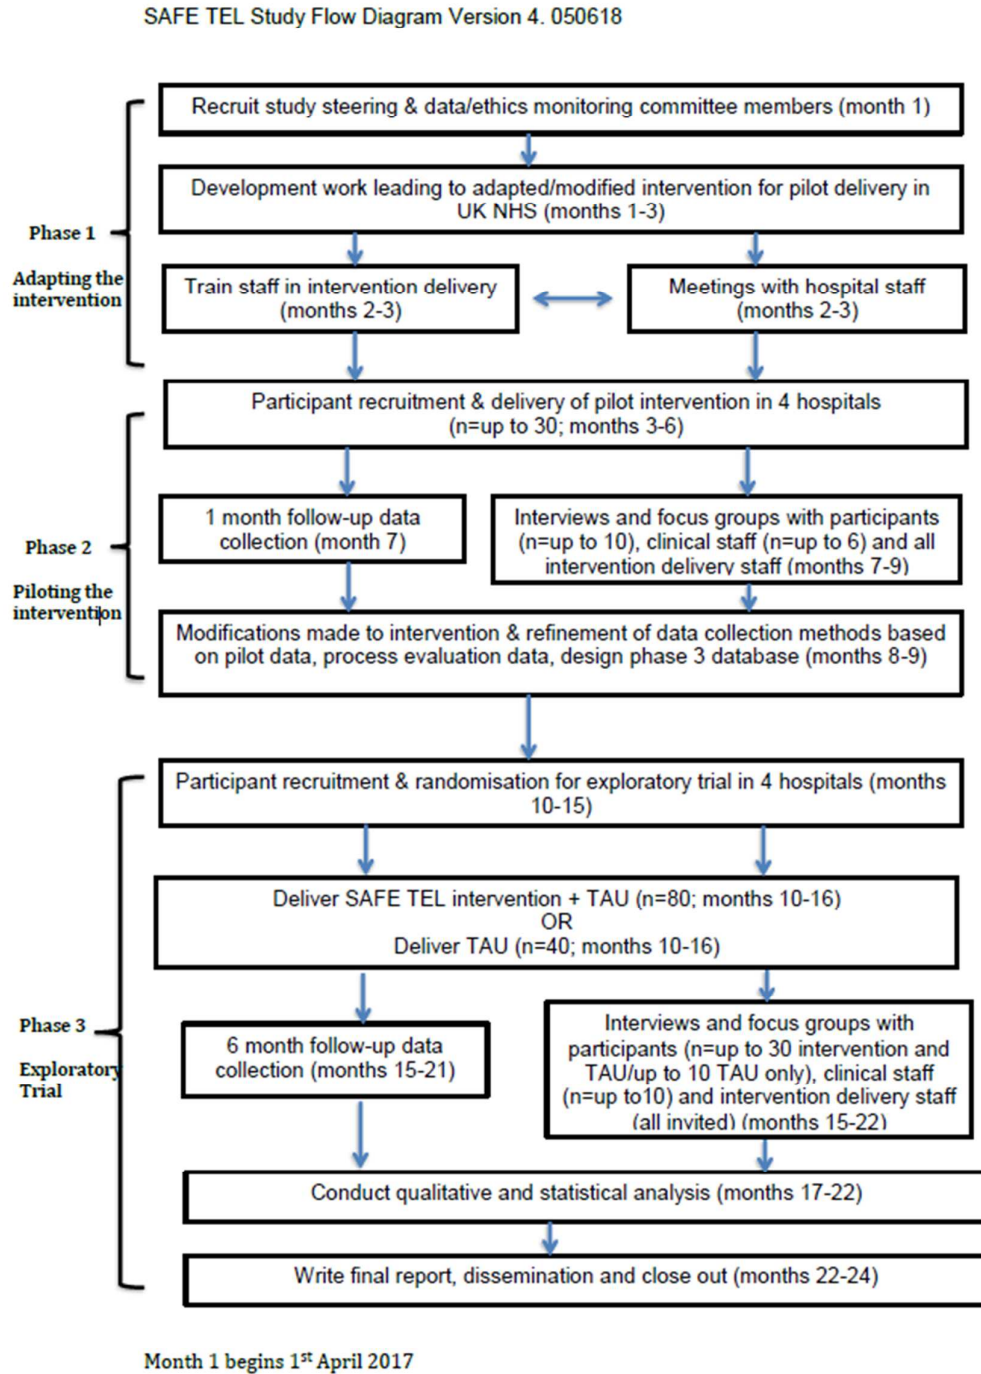 SAFE TEL Study Flow Diagram Version 4. 050618
Recruit study steering & data/ethics monitoring committee members (month 1)
Development work leading to adapted/modified intervention for pilot delivery in
UK NHS (months 1-3)
Phase 1
Adapting the
intervention
Train staff in intervention delivery
(months 2-3)
Meetings with hospital staff
(months 2-3)
Participant recruitment & delivery of pilot intervention in 4 hospitals
(n=up to 30; months 3-6)
Phase 2
Piloting the
intervention
1 month follow-up data
collection (month 7)
Interviews and focus groups with participants
(n=up to 10), clinical staff (n=up to 6) and all
intervention delivery staff (months 7-9)
Modifications made to intervention & refinement of data collection methods based
on pilot data, process evaluation data, design phase 3 database (months 8-9)
Participant recruitment & randomisation for exploratory trial in 4 hospitals (months
10-15)
Deliver SAFE TEL intervention + TAU (n=80; months 10-16)
OR
Deliver TAU (n=40; months 10-16)
Phase 3
Exploratory
Trial
6 month follow-up data
collection (months 15-21)
Interviews and focus groups with
participants (n=up to 30 intervention and
TAU/up to 10 TAU only), clinical staff
(n=up to10) and intervention delivery staff
(all invited) (months 15-22)
Conduct qualitative and statistical analysis (months 17-22)
Write final report, dissemination and close out (months 22-24)
Month 1 begins 1st April 2017